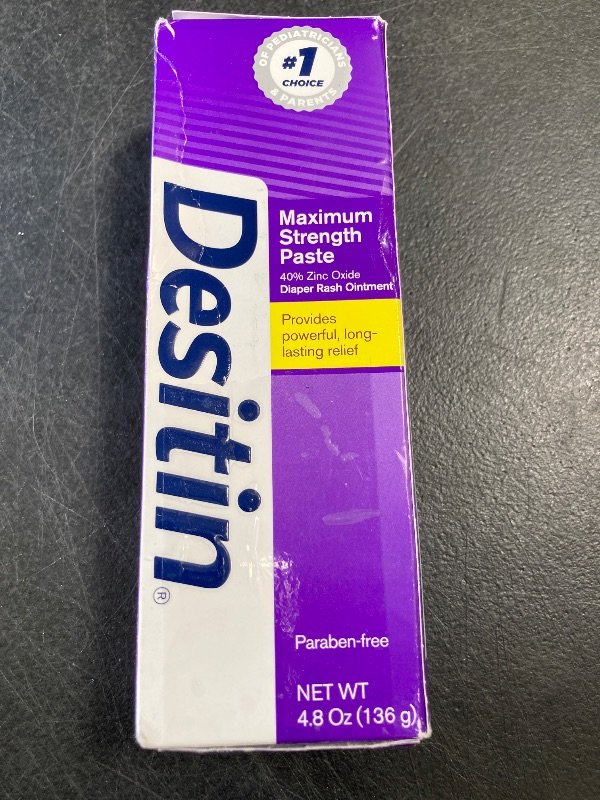 OF PEDIATRICIANS
#1
CHOICE
& PARENTS
Desitin®
Maximum
Strength
Paste
40% Zinc Oxide
Diaper Rash Ointment
Provides
powerful, long-
lasting relief
Paraben-free
NET WT
4.8 Oz (136 g)